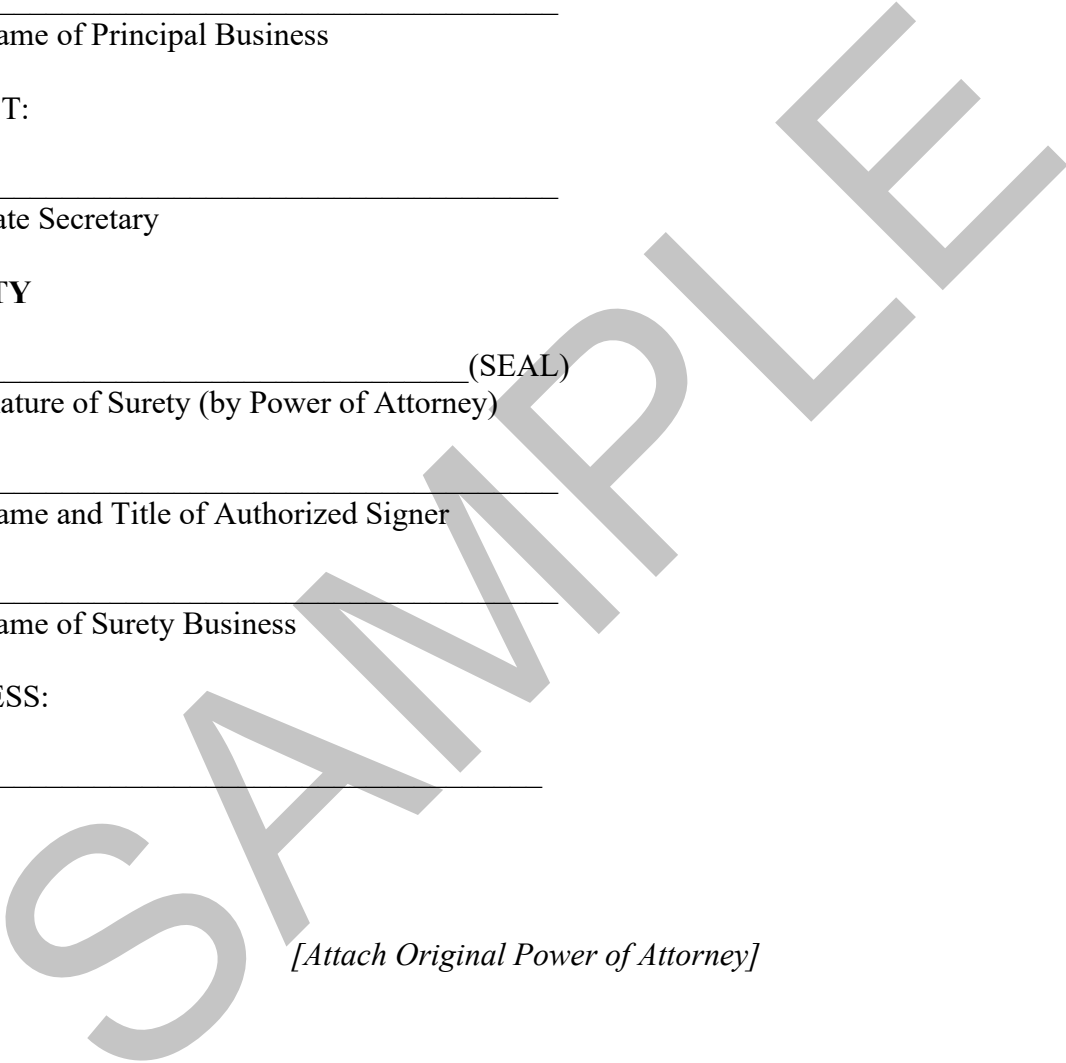 ame of Principal Business
T:
ate Secretary
TY
(SEAL)
ature of Surety (by Power of Attorney)
ame and Title of Authorized Signer
ame of Surety Business
ESS:
[Attach Original Power of Attorney]
SAMPLE